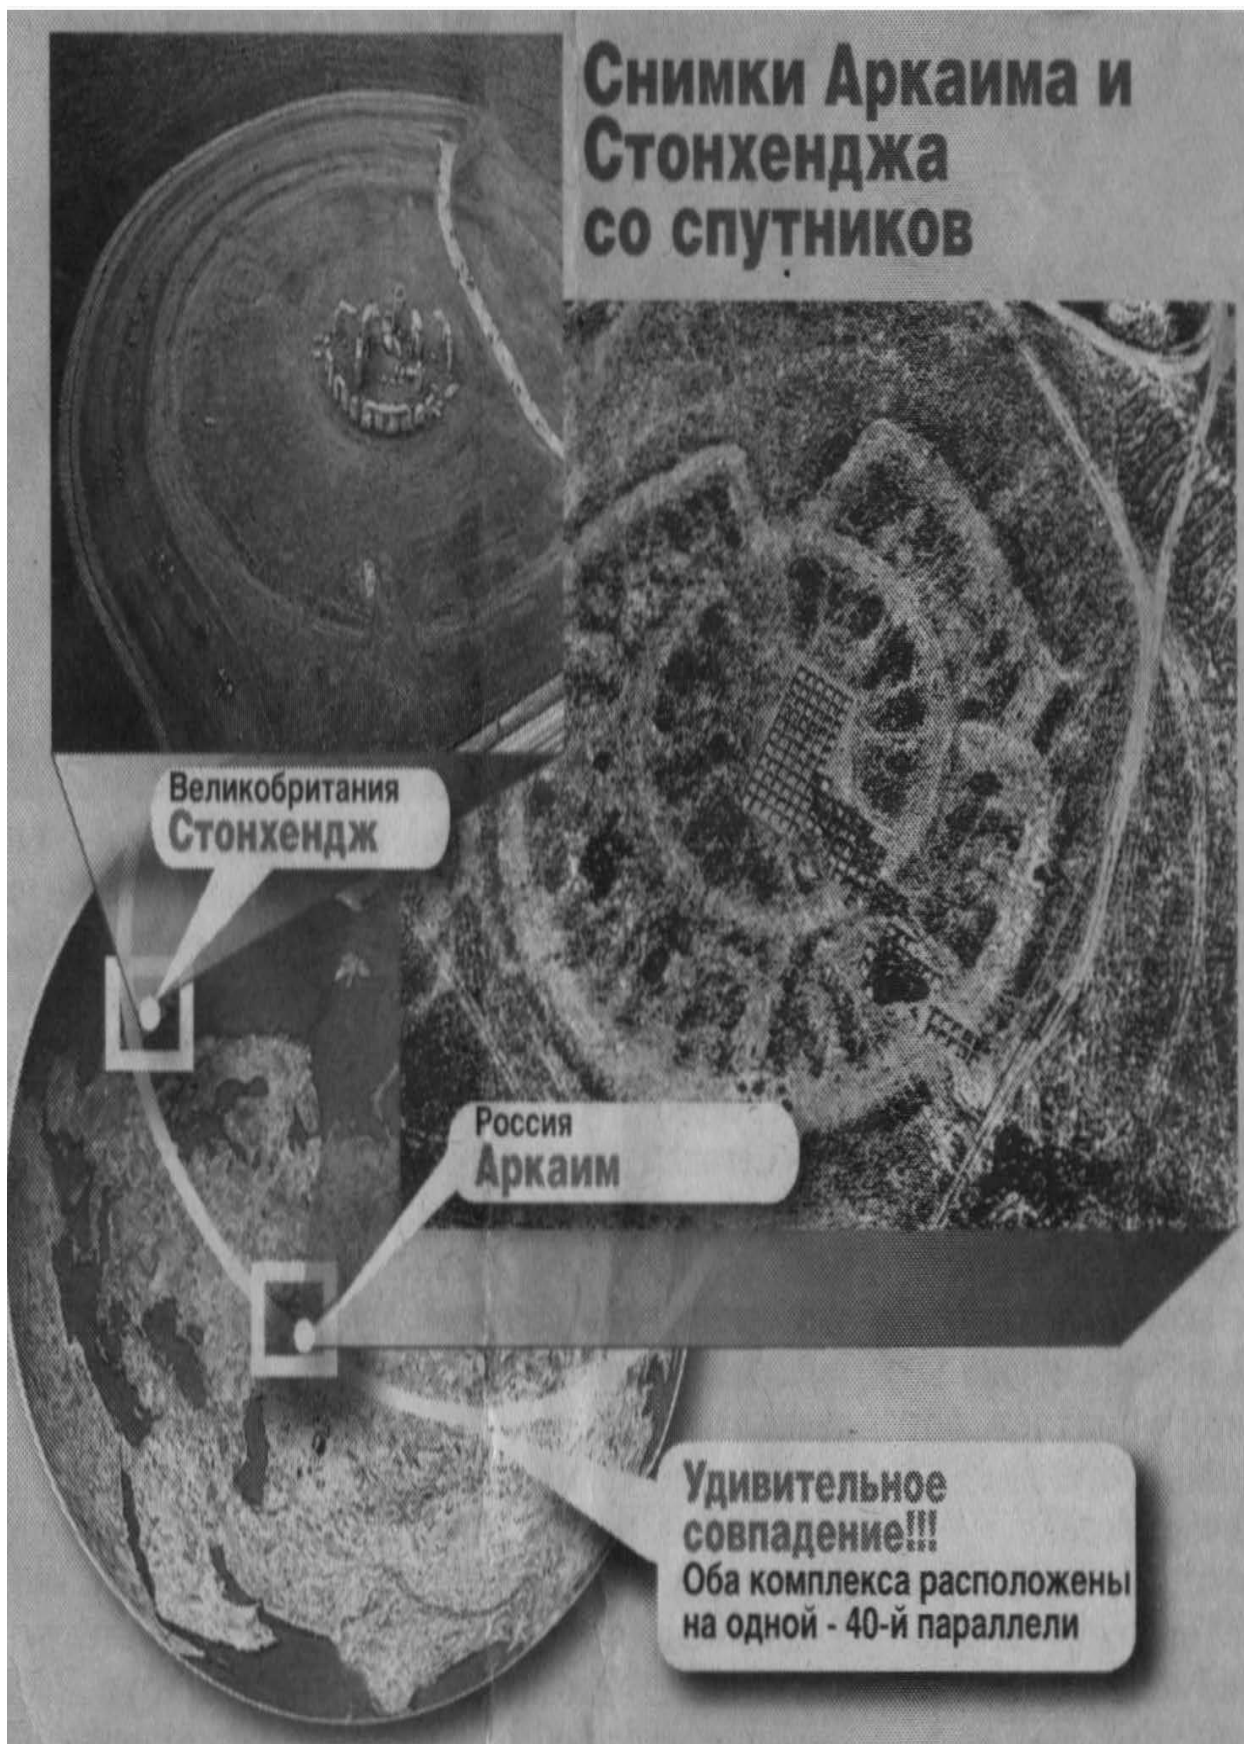 Снимки Аркаима и
Стонхенджа
со спутников
Великобритания
Стонхендж
Россия
Аркаим
Удивительное
совпадение!!!
Оба комплекса расположены
на одной - 40-й параллели